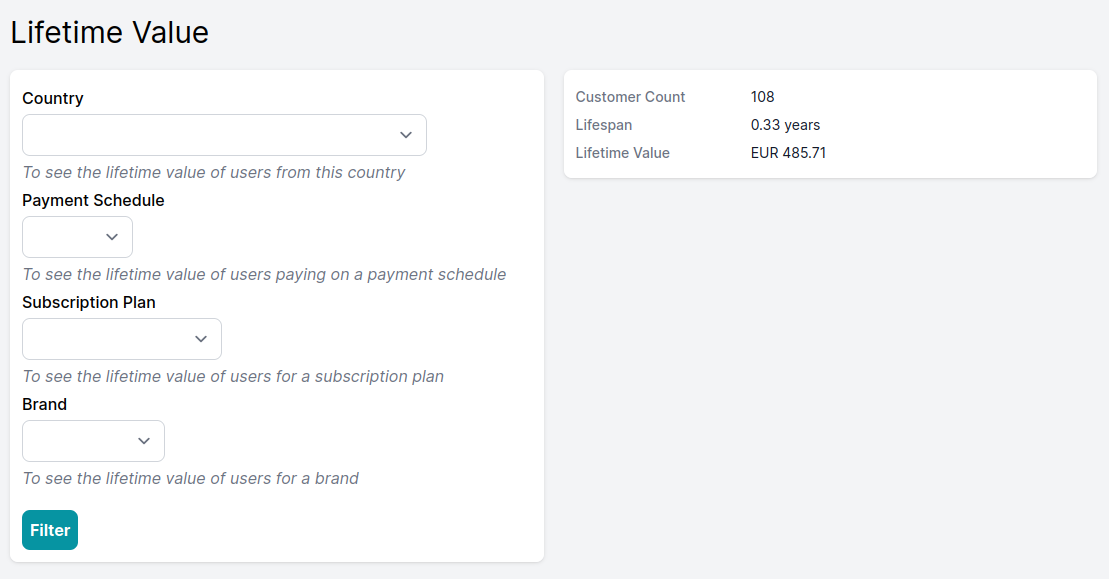 Lifetime Value
Country
To see the lifetime value of users from this country
Payment Schedule
To see the lifetime value of users paying on a payment schedule
Subscription Plan
To see the lifetime value of users for a subscription plan
Brand
To see the lifetime value of users for a brand
Filter
Customer Count 108
Lifespan 0.33 years
Lifetime Value EUR 485.71